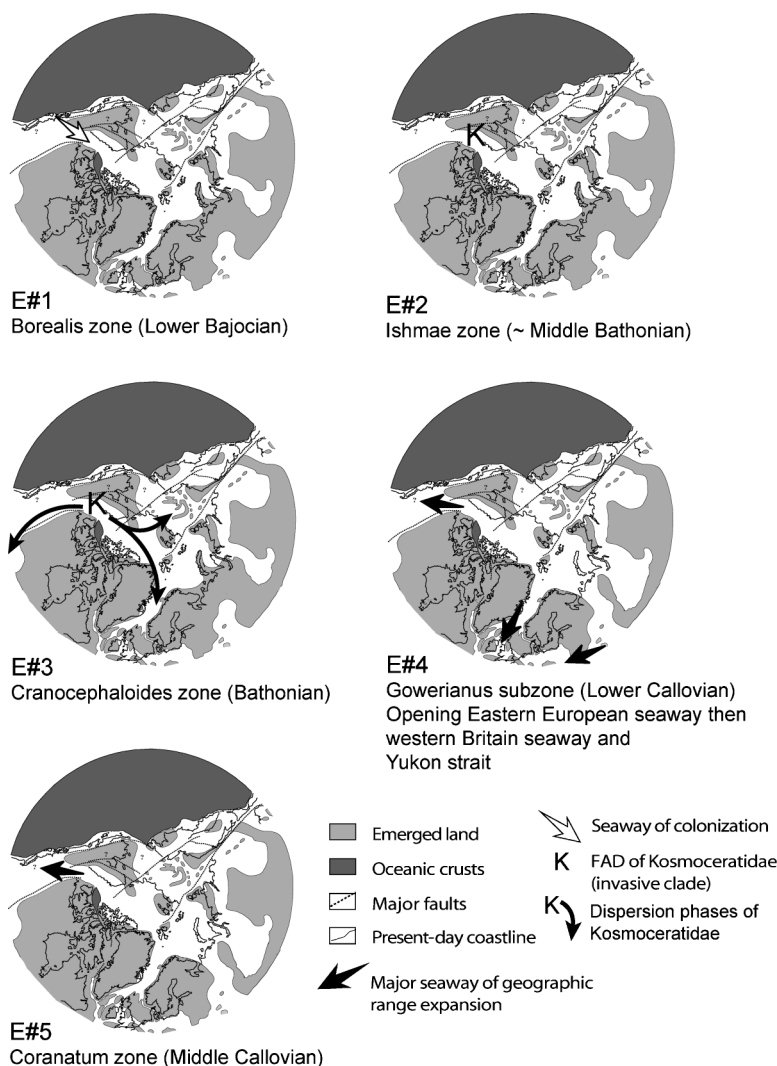 E#1
Borealis zone (Lower Bajocian)
K
E#2
Ishmae zone (~ Middle Bathonian)
K
E#3
Cranocephaloides zone (Bathonian)
E#4
Gowerianus subzone (Lower Callovian)
Opening Eastern European seaway then
western Britain seaway and
Yukon strait
E#5
Coranatum zone (Middle Callovian)
Emerged land
Oceanic crusts
Major faults
Present-day coastline
Major seaway of geographic
range expansion
Seaway of colonization
K FAD of Kosmoceratidae
(invasive clade)
K Dispersion phases of
Kosmoceratidae